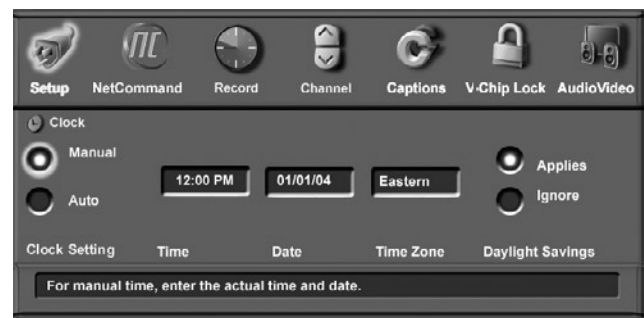 Setup NetCommand Record Channel Captions V-Chip Lock AudioVideo
Clock
Manual
Applies
12:00 PM 01/01/04 Eastern
Auto
Ignore
Clock Setting Time Date Time Zone Daylight Savings
For manual time, enter the actual time and date.